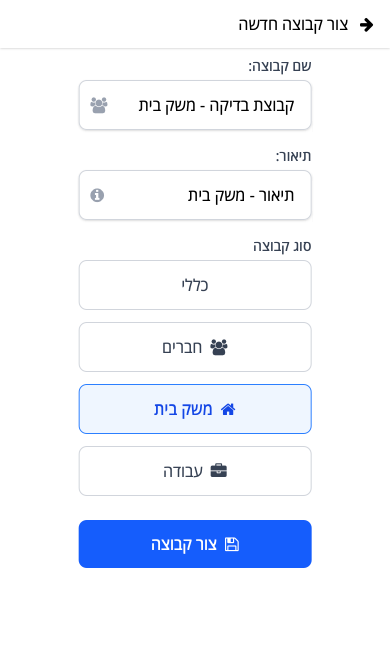 צור קבוצה חדשה
שם קבוצה:
קבוצת בדיקה - משק בית
תיאור:
תיאור - משק בית
סוג קבוצה
כללי
חברים
משק בית
עבודה
צור קבוצה